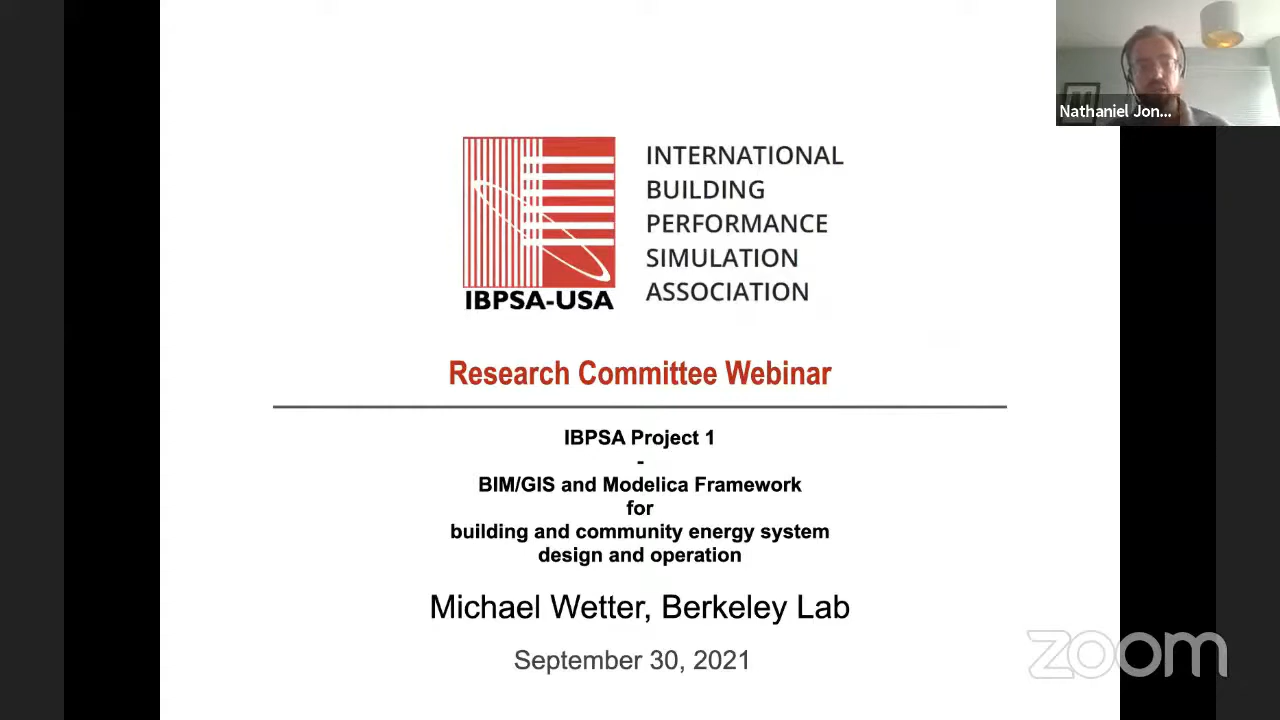 Nathaniel Jon...
INTERNATIONAL
BUILDING
PERFORMANCE
SIMULATION
ASSOCIATION
IBPSA-USA
Research Committee Webinar
IBPSA Project 1
-
BIM/GIS and Modelica Framework
for
building and community energy system
design and operation
Michael Wetter, Berkeley Lab
September 30, 2021
zoom